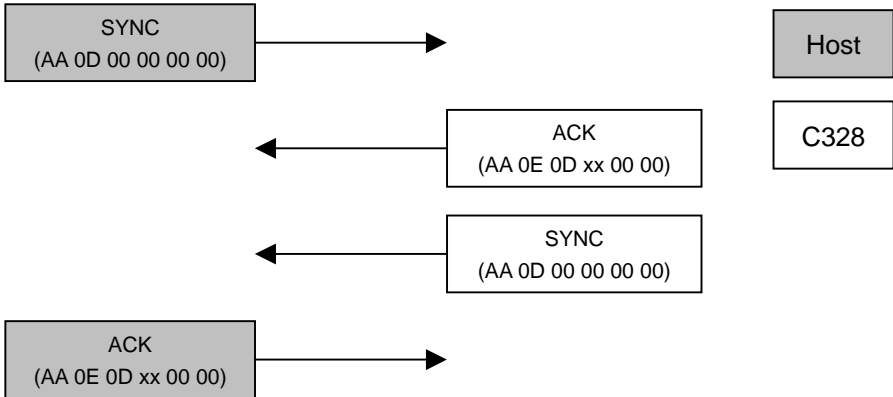 SYNC
(AA 0D 00 00 00 00)
Host
ACK
(AA 0E 0D xx 00 00)
C328
SYNC
(AA 0D 00 00 00 00)
ACK
(AA 0E 0D xx 00 00)